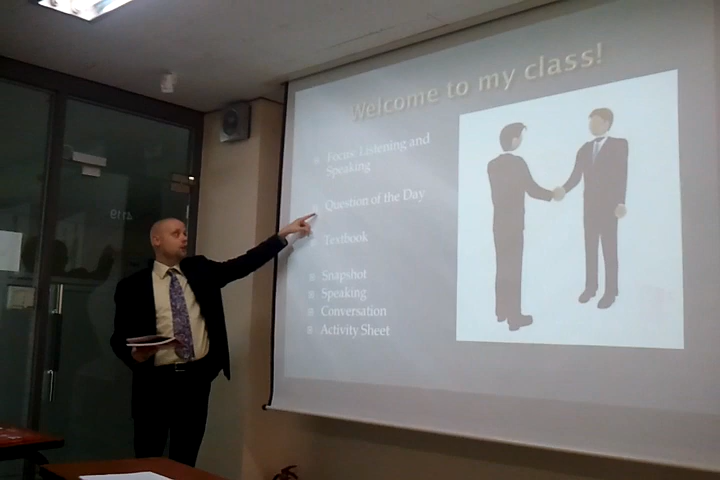 Welcome to my class!
Focus: Listening and
Speaking
Question of the Day
Textbook
Snapshot
Speaking
Conversation
Activity Sheet